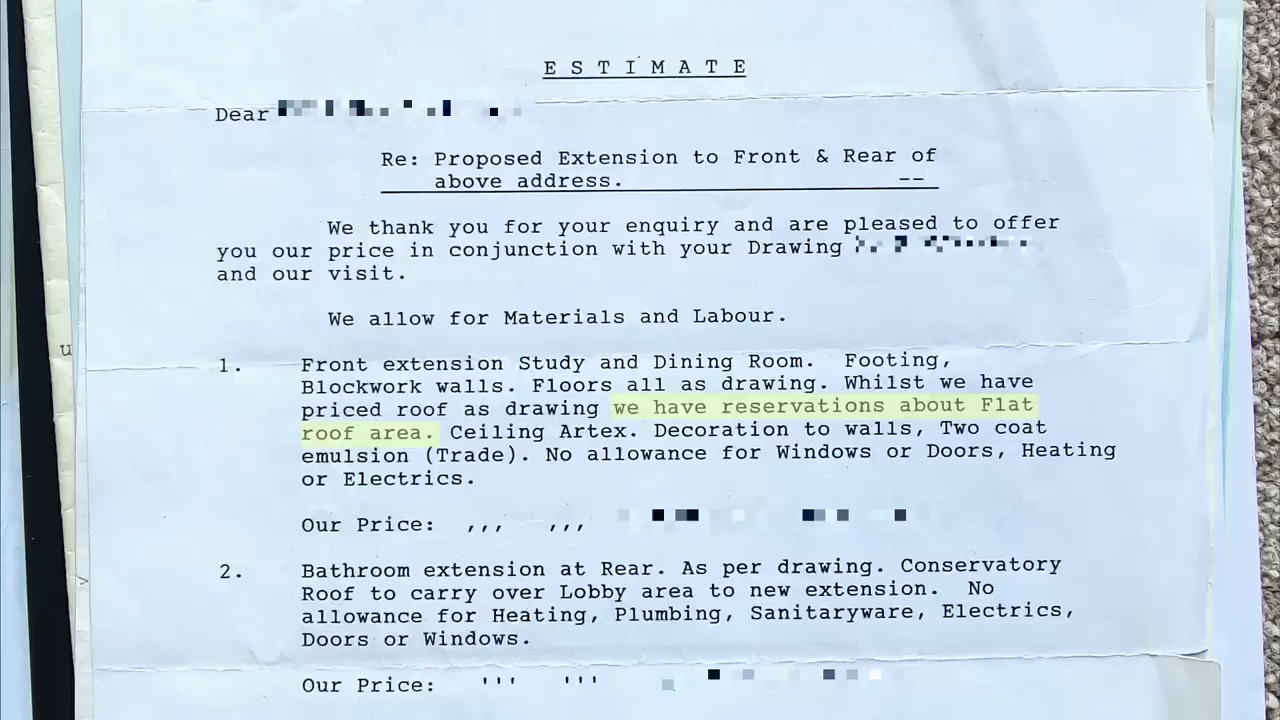 E S T I M A T E
Dear
Re: Proposed Extension to Front & Rear of
above address. --
We thank you for your enquiry and are pleased to offer
you our price in conjunction with your Drawing
and our visit.
We allow for Materials and Labour.
1. Front extension Study and Dining Room. Footing,
Blockwork walls. Floors all as drawing. Whilst we have
priced roof as drawing we have reservations about Flat
roof area. Ceiling Artex. Decoration to walls, Two coat
emulsion (Trade). No allowance for Windows or Doors, Heating
or Electrics.
Our Price: ,,, ,,,
2. Bathroom extension at Rear. As per drawing. Conservatory
Roof to carry over Lobby area to new extension. No
allowance for Heating, Plumbing, Sanitaryware, Electrics,
Doors or Windows.
Our Price: ''' '''
u